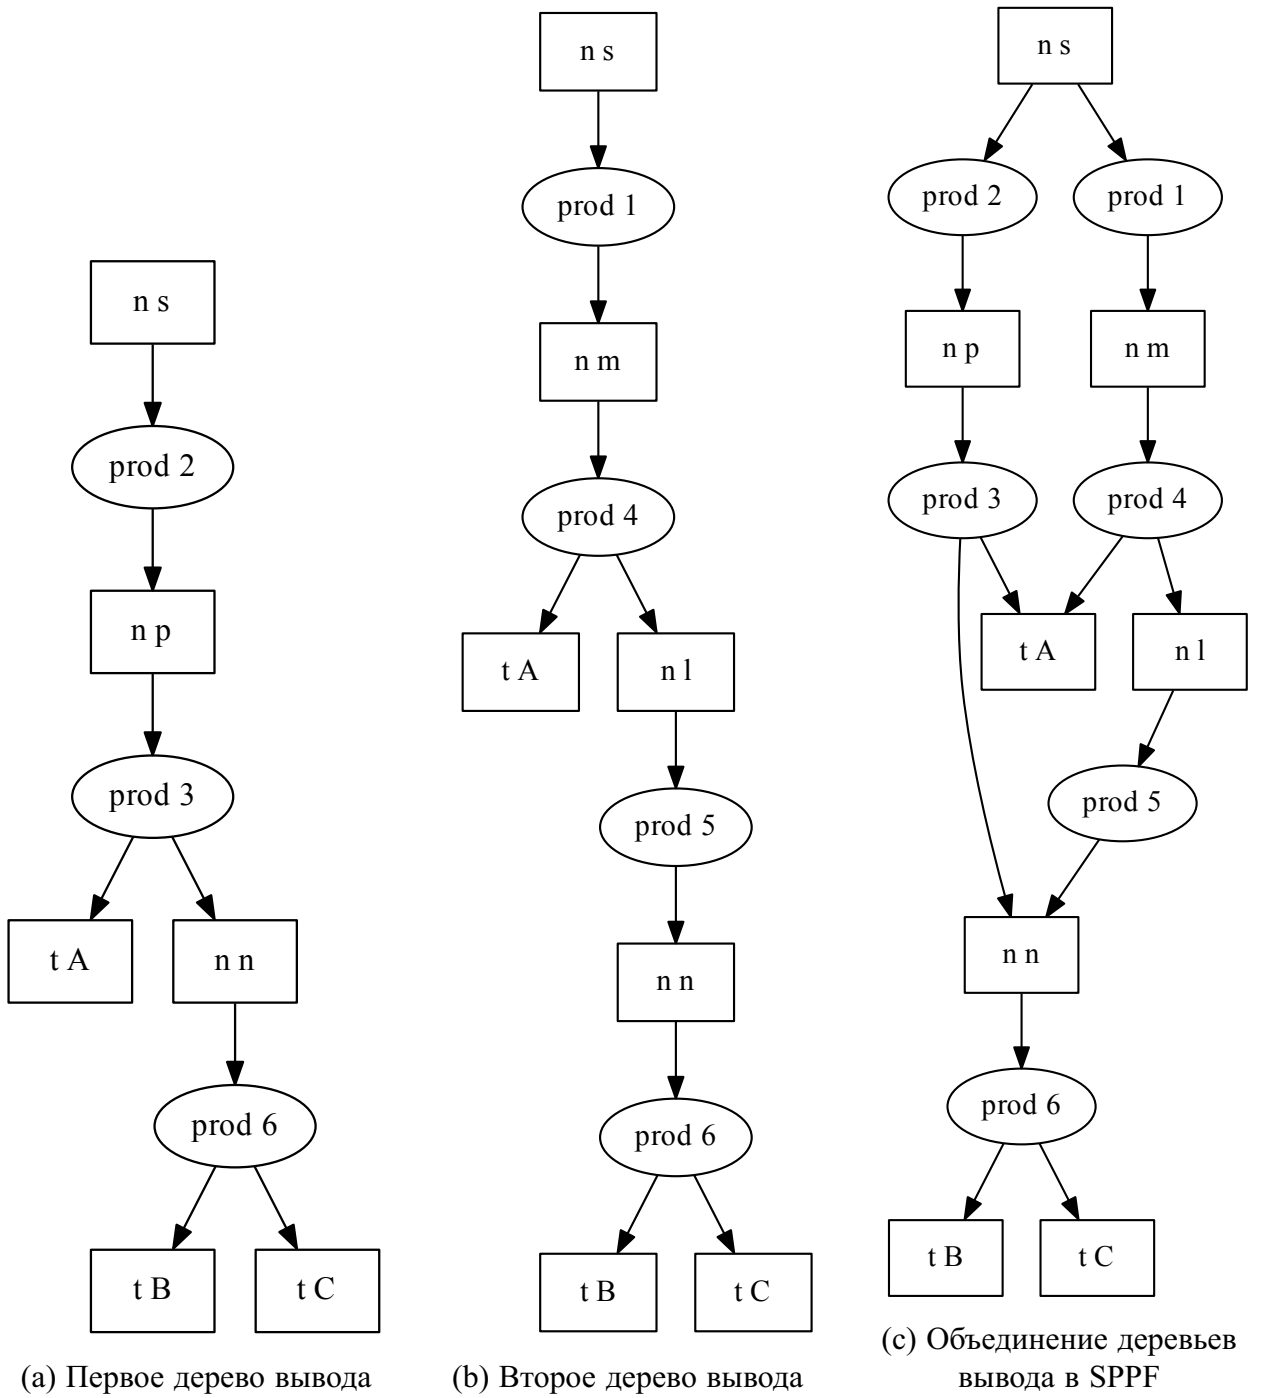 n s
prod 2
n p
prod 3
t A
n n
prod 6
t B
t C
(a) Первое дерево вывода
n s
prod 1
n m
prod 4
t A
n l
prod 5
n n
prod 6
t B
t C
(b) Второе дерево вывода
n s
prod 2
prod 1
n p
n m
prod 3
prod 4
t A
n l
prod 5
n n
prod 6
t B
t C
(c) Объединение деревьев
вывода в SPPF